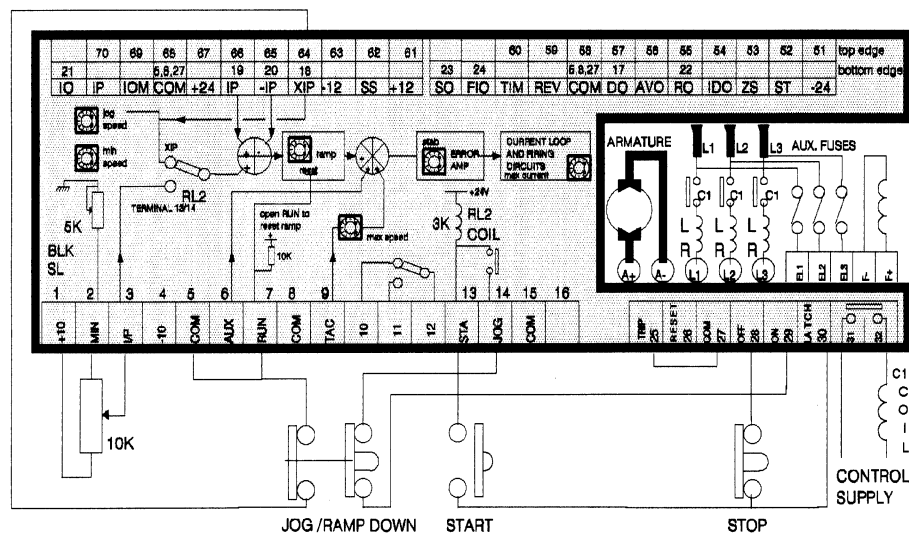 70 69 68 67 66 65 64 63 62 61 60 59 58 57 56 55 54 53 52 51 top edge
21 5,8,27 19 20 18 23 24 5,8,27 17 22 bottom edge
IO IP IOM COM +24 IP -IP XIP -12 SS +12 SO FIO TIM REV COM DO AVO RO IDO ZS ST -24
jog
speed
min
speed
XIP
RL2
TERMINAL 13/14
ramp
reset
open RUN to
reset ramp
10K
max speed
stab
ERROR
AMP
CURRENT LOOP
AND FIRING
CIRCUITS
max current
+24V
3K
RL2
COIL
5K
BLK
SL
ARMATURE
L1 L2 L3 AUX. FUSES
C1 C1 C1
L L L
R R R
A+ A- L1 L2 L3 EL1 EL2 EL3 F- F+
1 2 3 4 5 6 7 8 9 13 14 15 16
+10 MIN I/P -10 COM AUX RUN COM TAC 10 11 12 STA JOG COM
TRIP 25 RESET 26 COM 27 OFF 28 ON 29 LATCH 30 31 32
10K
C1
C
O
I
L
CONTROL
SUPPLY
JOG /RAMP DOWN START STOP